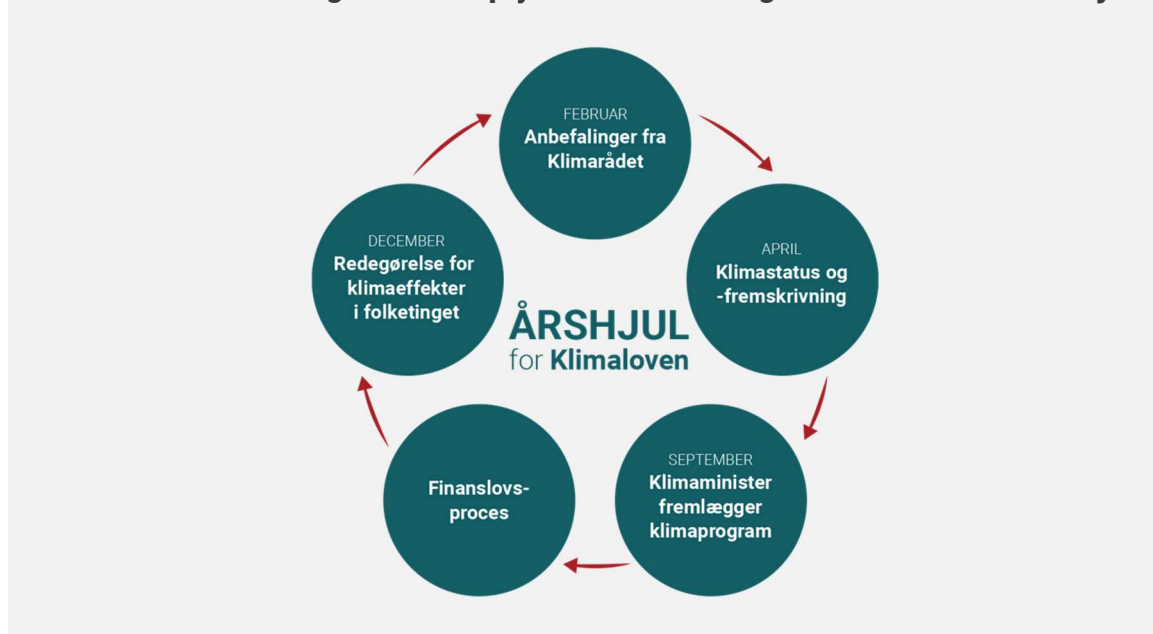 FEBRUAR
Anbefalinger fra
Klimarådet
APRIL
Klimastatus og
-fremskrivning
SEPTEMBER
Klimaminister
fremlægger
klimaprogram
Finanslovs-
proces
DECEMBER
Redegørelse for
klimaeffekter
i folketinget
ÅRSHJUL
for Klimaloven